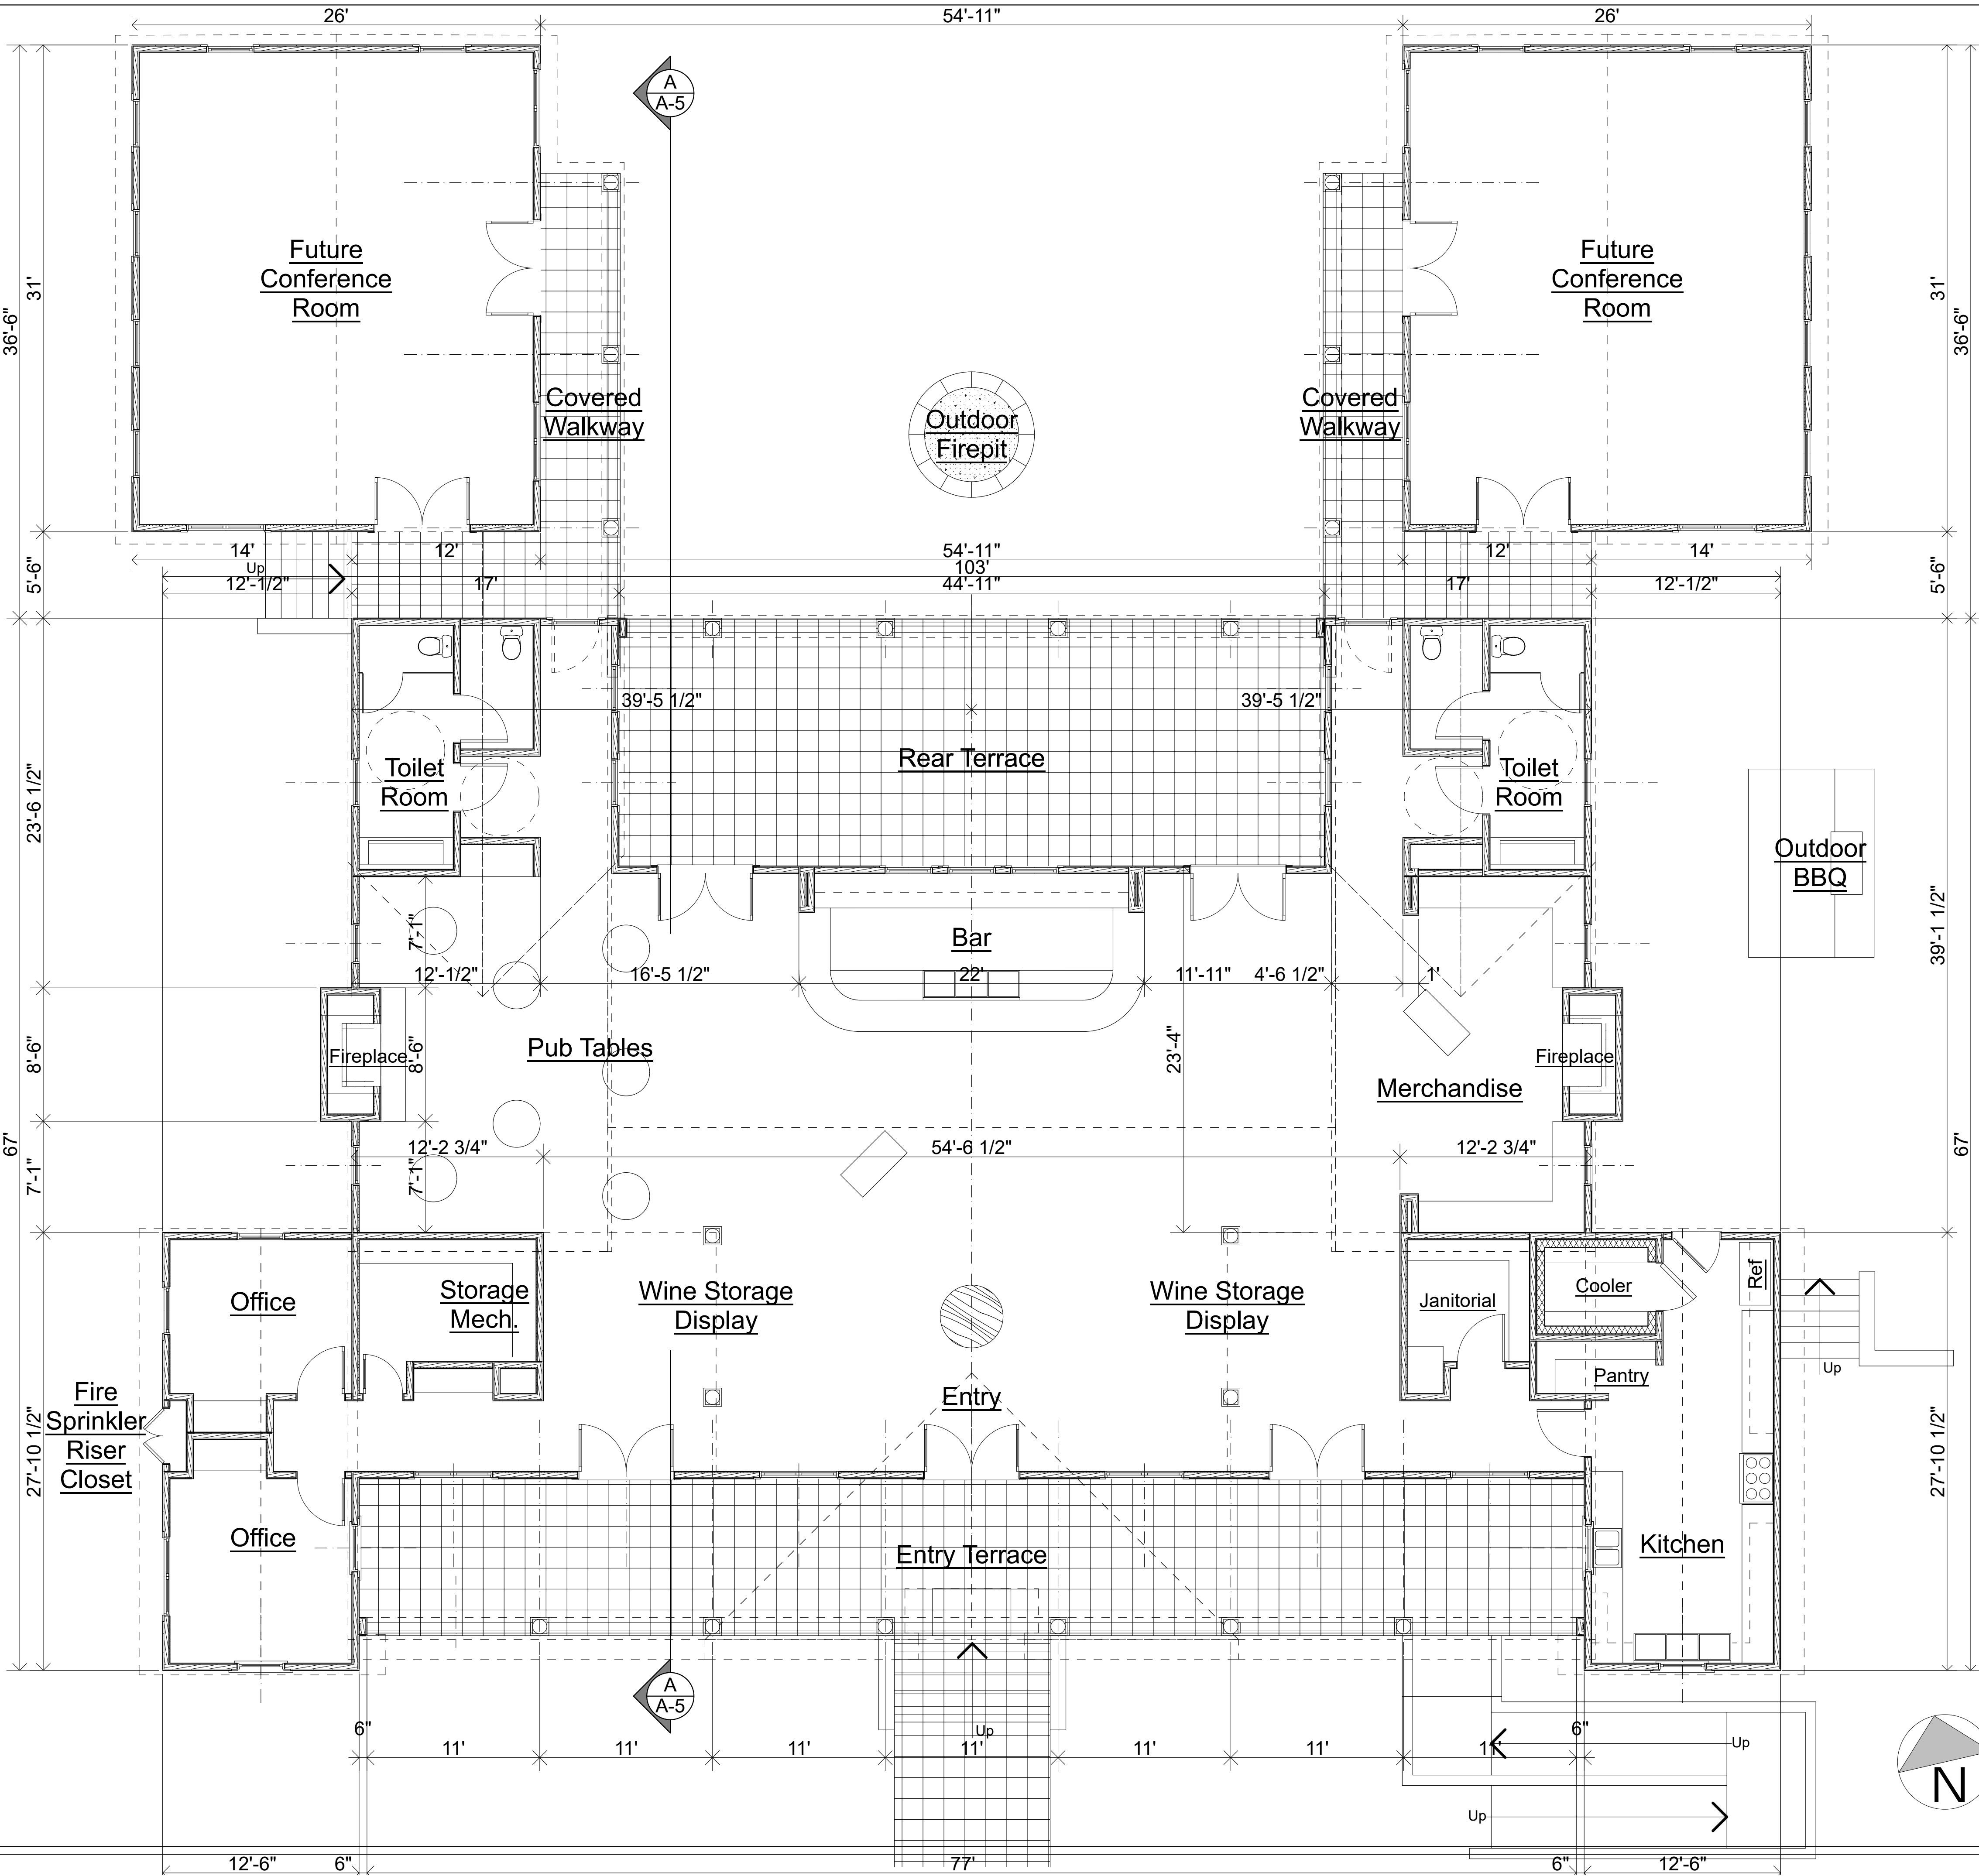 26'
54'-11"
26'
A
A-5
36'-6"
31'
Future
Conference
Room
Future
Conference
Room
31'
36'-6"
Covered
Walkway
Outdoor
Firepit
Covered
Walkway
5'-6"
14'
12'
54'-11"
12'
14'
5'-6"
Up
103'
12'-1/2"
17'
44'-11"
17'
12'-1/2"
39'-5 1/2"
39'-5 1/2"
Rear Terrace
Toilet
Room
Toilet
Room
23'-6 1/2"
Outdoor
BBQ
7'-1"
Bar
39'-1 1/2"
12'-1/2"
16'-5 1/2"
22'
11'-11"
4'-6 1/2"
1'
8'-6"
Fireplace
8'-6"
Pub Tables
23'-4"
Fireplace
Merchandise
67'
7'-1"
12'-2 3/4"
7'-1"
54'-6 1/2"
12'-2 3/4"
67'
Office
Storage
Mech.
Wine Storage
Display
Wine Storage
Display
Janitorial
Cooler
Ref
Pantry
Up
Entry
Fire
Sprinkler
Riser
Closet
27'-10 1/2"
27'-10 1/2"
Office
Entry Terrace
Kitchen
A
A-5
6"
Up
6"
11'
11'
11'
11'
11'
11'
11'
Up
N
Up
12'-6"
6"
77'
6"
12'-6"